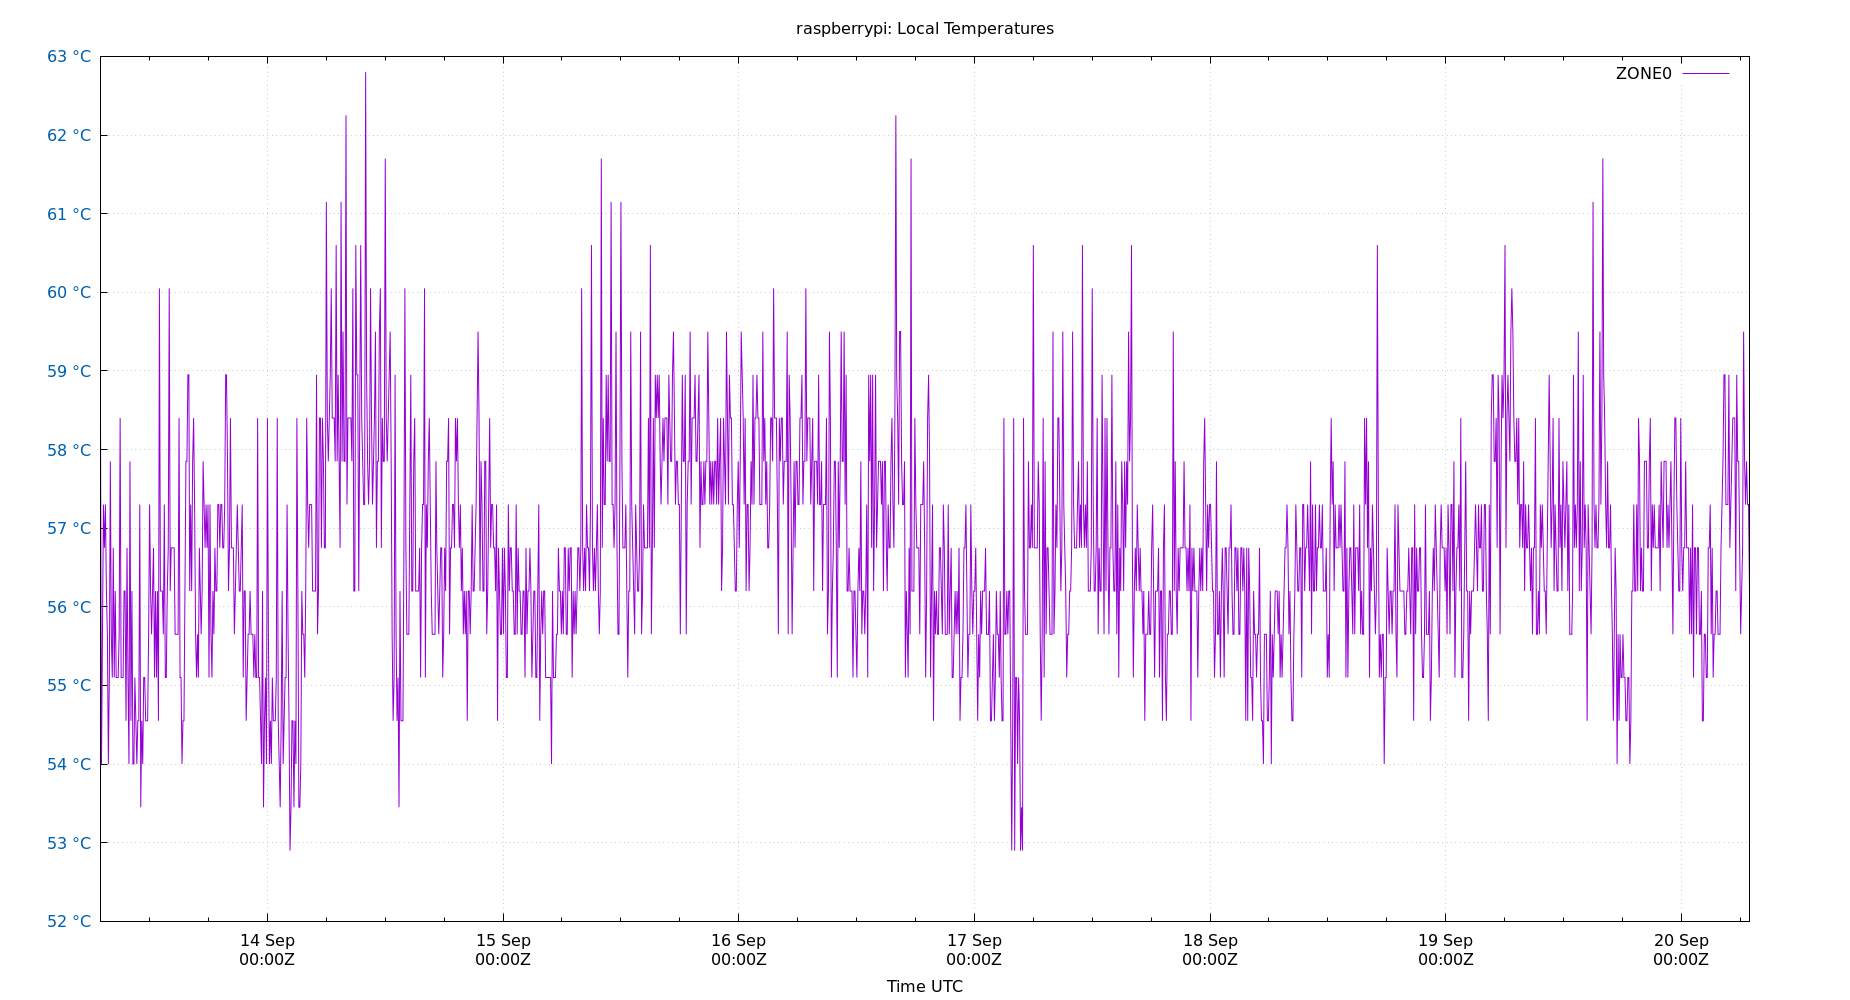 raspberrypi: Local Temperatures
63 °C
ZONE0
62 °C
61 °C
60 °C
59 °C
58 °C
57 °C
56 °C
55 °C
54 °C
53 °C
52 °C
14 Sep 15 Sep 16 Sep 17 Sep 18 Sep 19 Sep 20 Sep
00:00Z 00:00Z 00:00Z 00:00Z 00:00Z 00:00Z 00:00Z
Time UTC